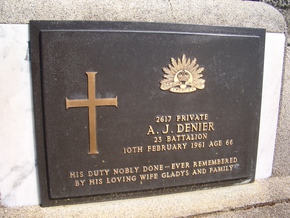 2617 PRIVATE
A. J. DENIER
23 BATTALION
10TH FEBRUARY 1961 AGE 66
HIS DUTY NOBLY DONE—EVER REMEMBERED
BY HIS LOVING WIFE GLADYS AND FAMILY